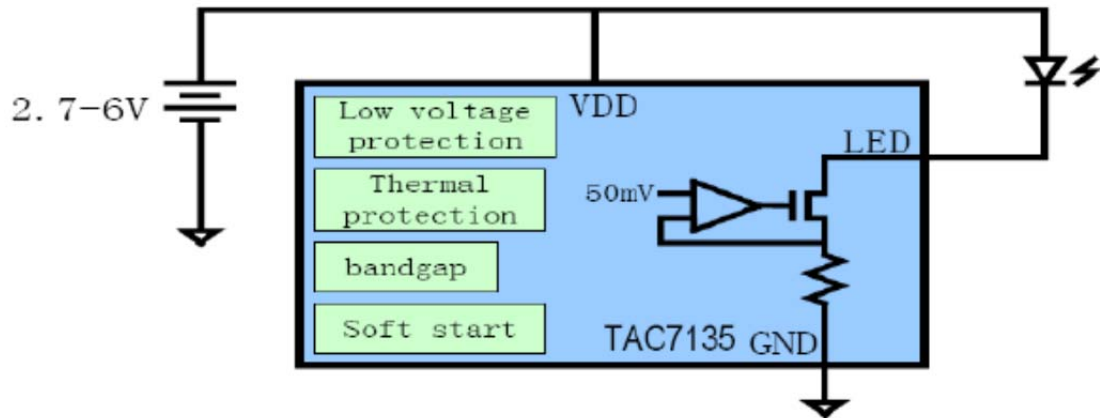 2.7-6V
Low voltage
protection
VDD
LED
Thermal
protection
50mV
bandgap
Soft start
TAC7135
GND